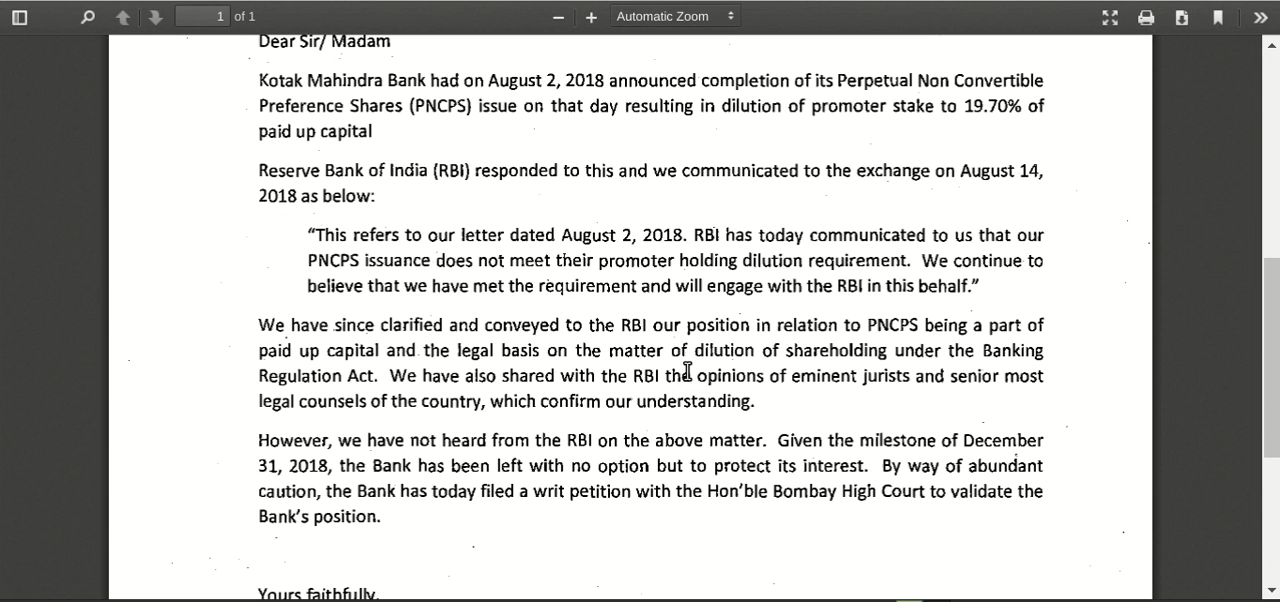 1 of 1
Automatic Zoom
Dear Sir/ Madam
Kotak Mahindra Bank had on August 2, 2018 announced completion of its Perpetual Non Convertible
Preference Shares (PNCPS) issue on that day resulting in dilution of promoter stake to 19.70% of
paid up capital
Reserve Bank of India (RBI) responded to this and we communicated to the exchange on August 14,
2018 as below:
“This refers to our letter dated August 2, 2018. RBI has today communicated to us that our
PNCPS issuance does not meet their promoter holding dilution requirement. We continue to
believe that we have met the requirement and will engage with the RBI in this behalf.”
We have since clarified and conveyed to the RBI our position in relation to PNCPS being a part of
paid up capital and the legal basis on the matter of dilution of shareholding under the Banking
Regulation Act. We have also shared with the RBI the opinions of eminent jurists and senior most
legal counsels of the country, which confirm our understanding.
However, we have not heard from the RBI on the above matter. Given the milestone of December
31, 2018, the Bank has been left with no option but to protect its interest. By way of abundant
caution, the Bank has today filed a writ petition with the Hon’ble Bombay High Court to validate the
Bank’s position.
Yours faithfully,